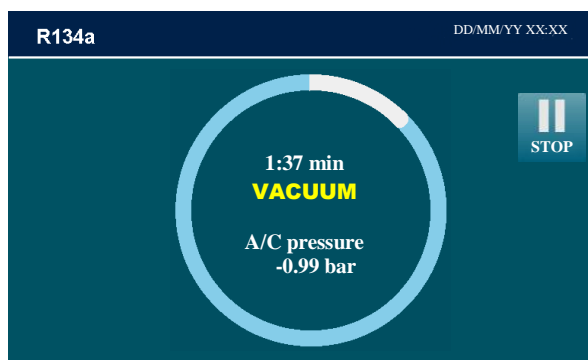 R134a
DD/MM/YY XX:XX
STOP
1:37 min
VACUUM
A/C pressure
-0.99 bar